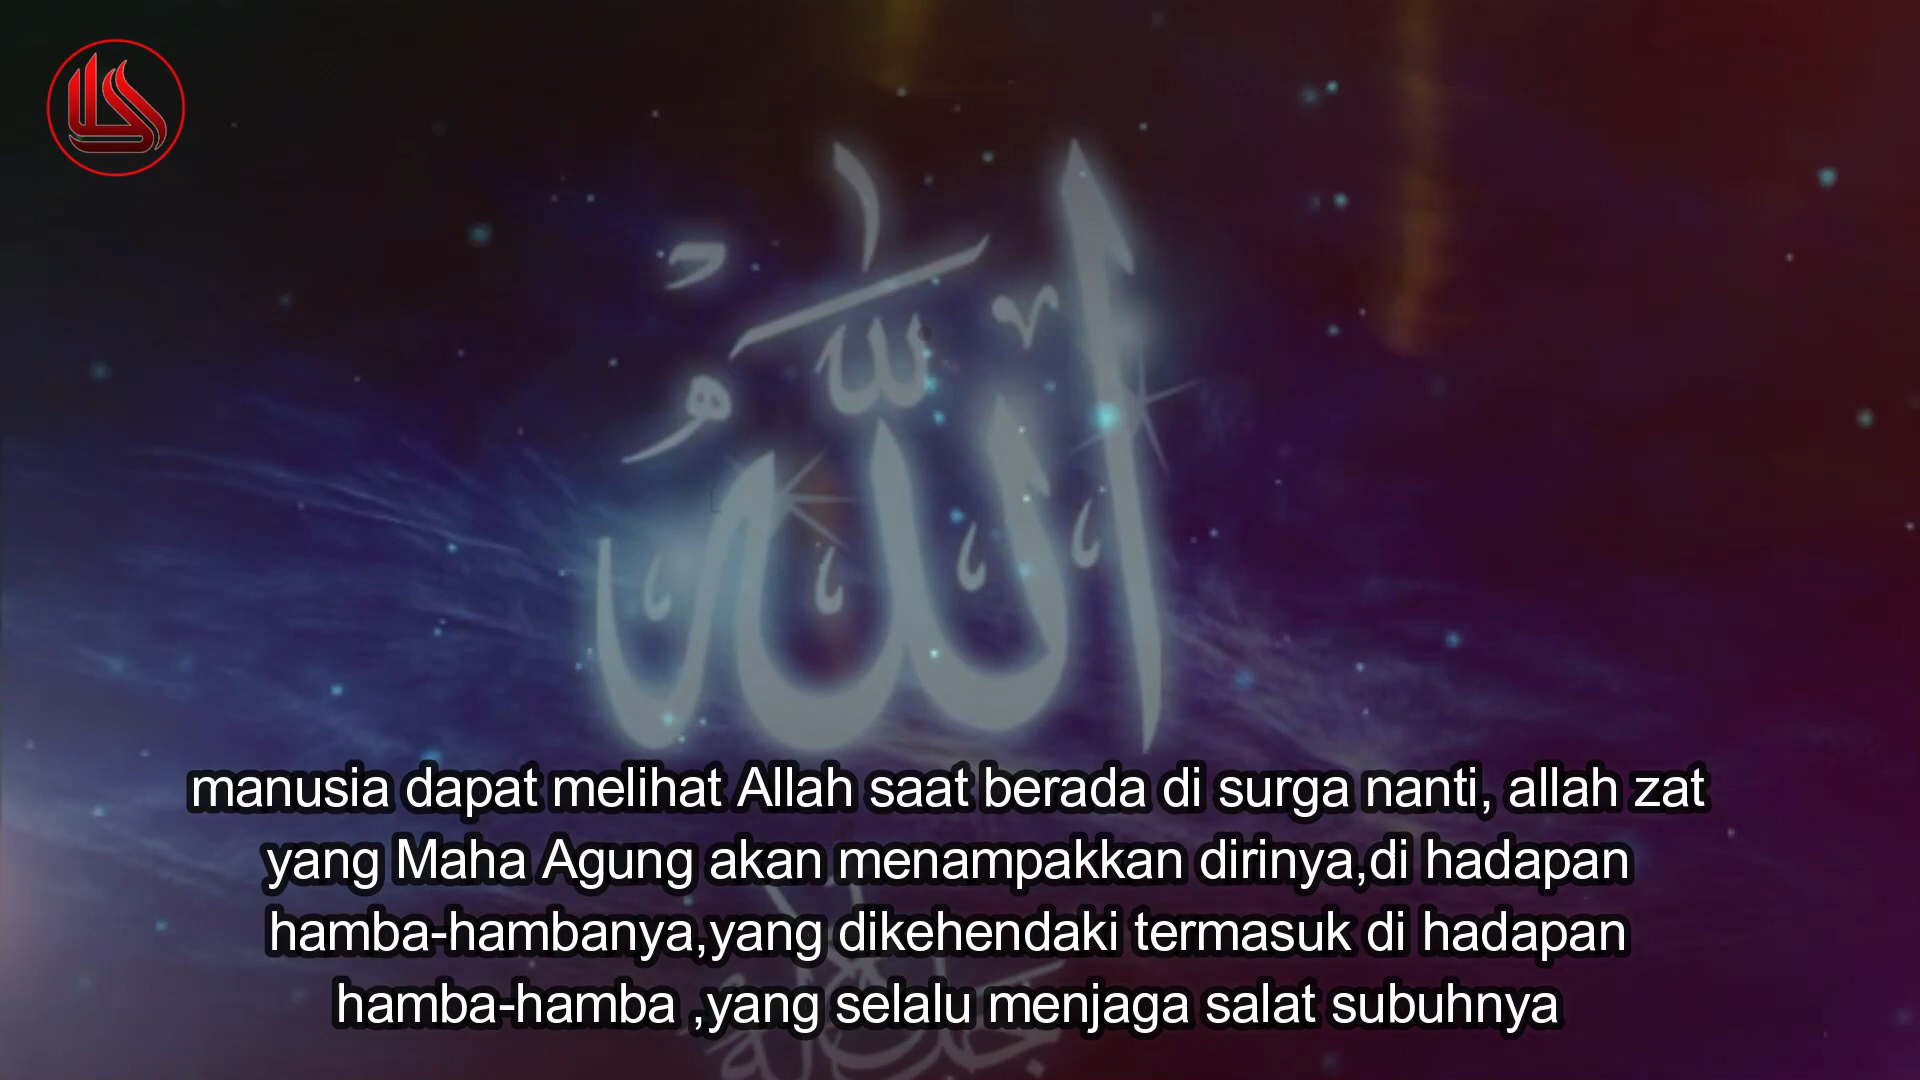 اللّٰهُ
manusia dapat melihat Allah saat berada di surga nanti, allah zat
yang Maha Agung akan menampakkan dirinya,di hadapan
hamba-hambanya,yang dikehendaki termasuk di hadapan
hamba-hamba ,yang selalu menjaga salat subuhnya